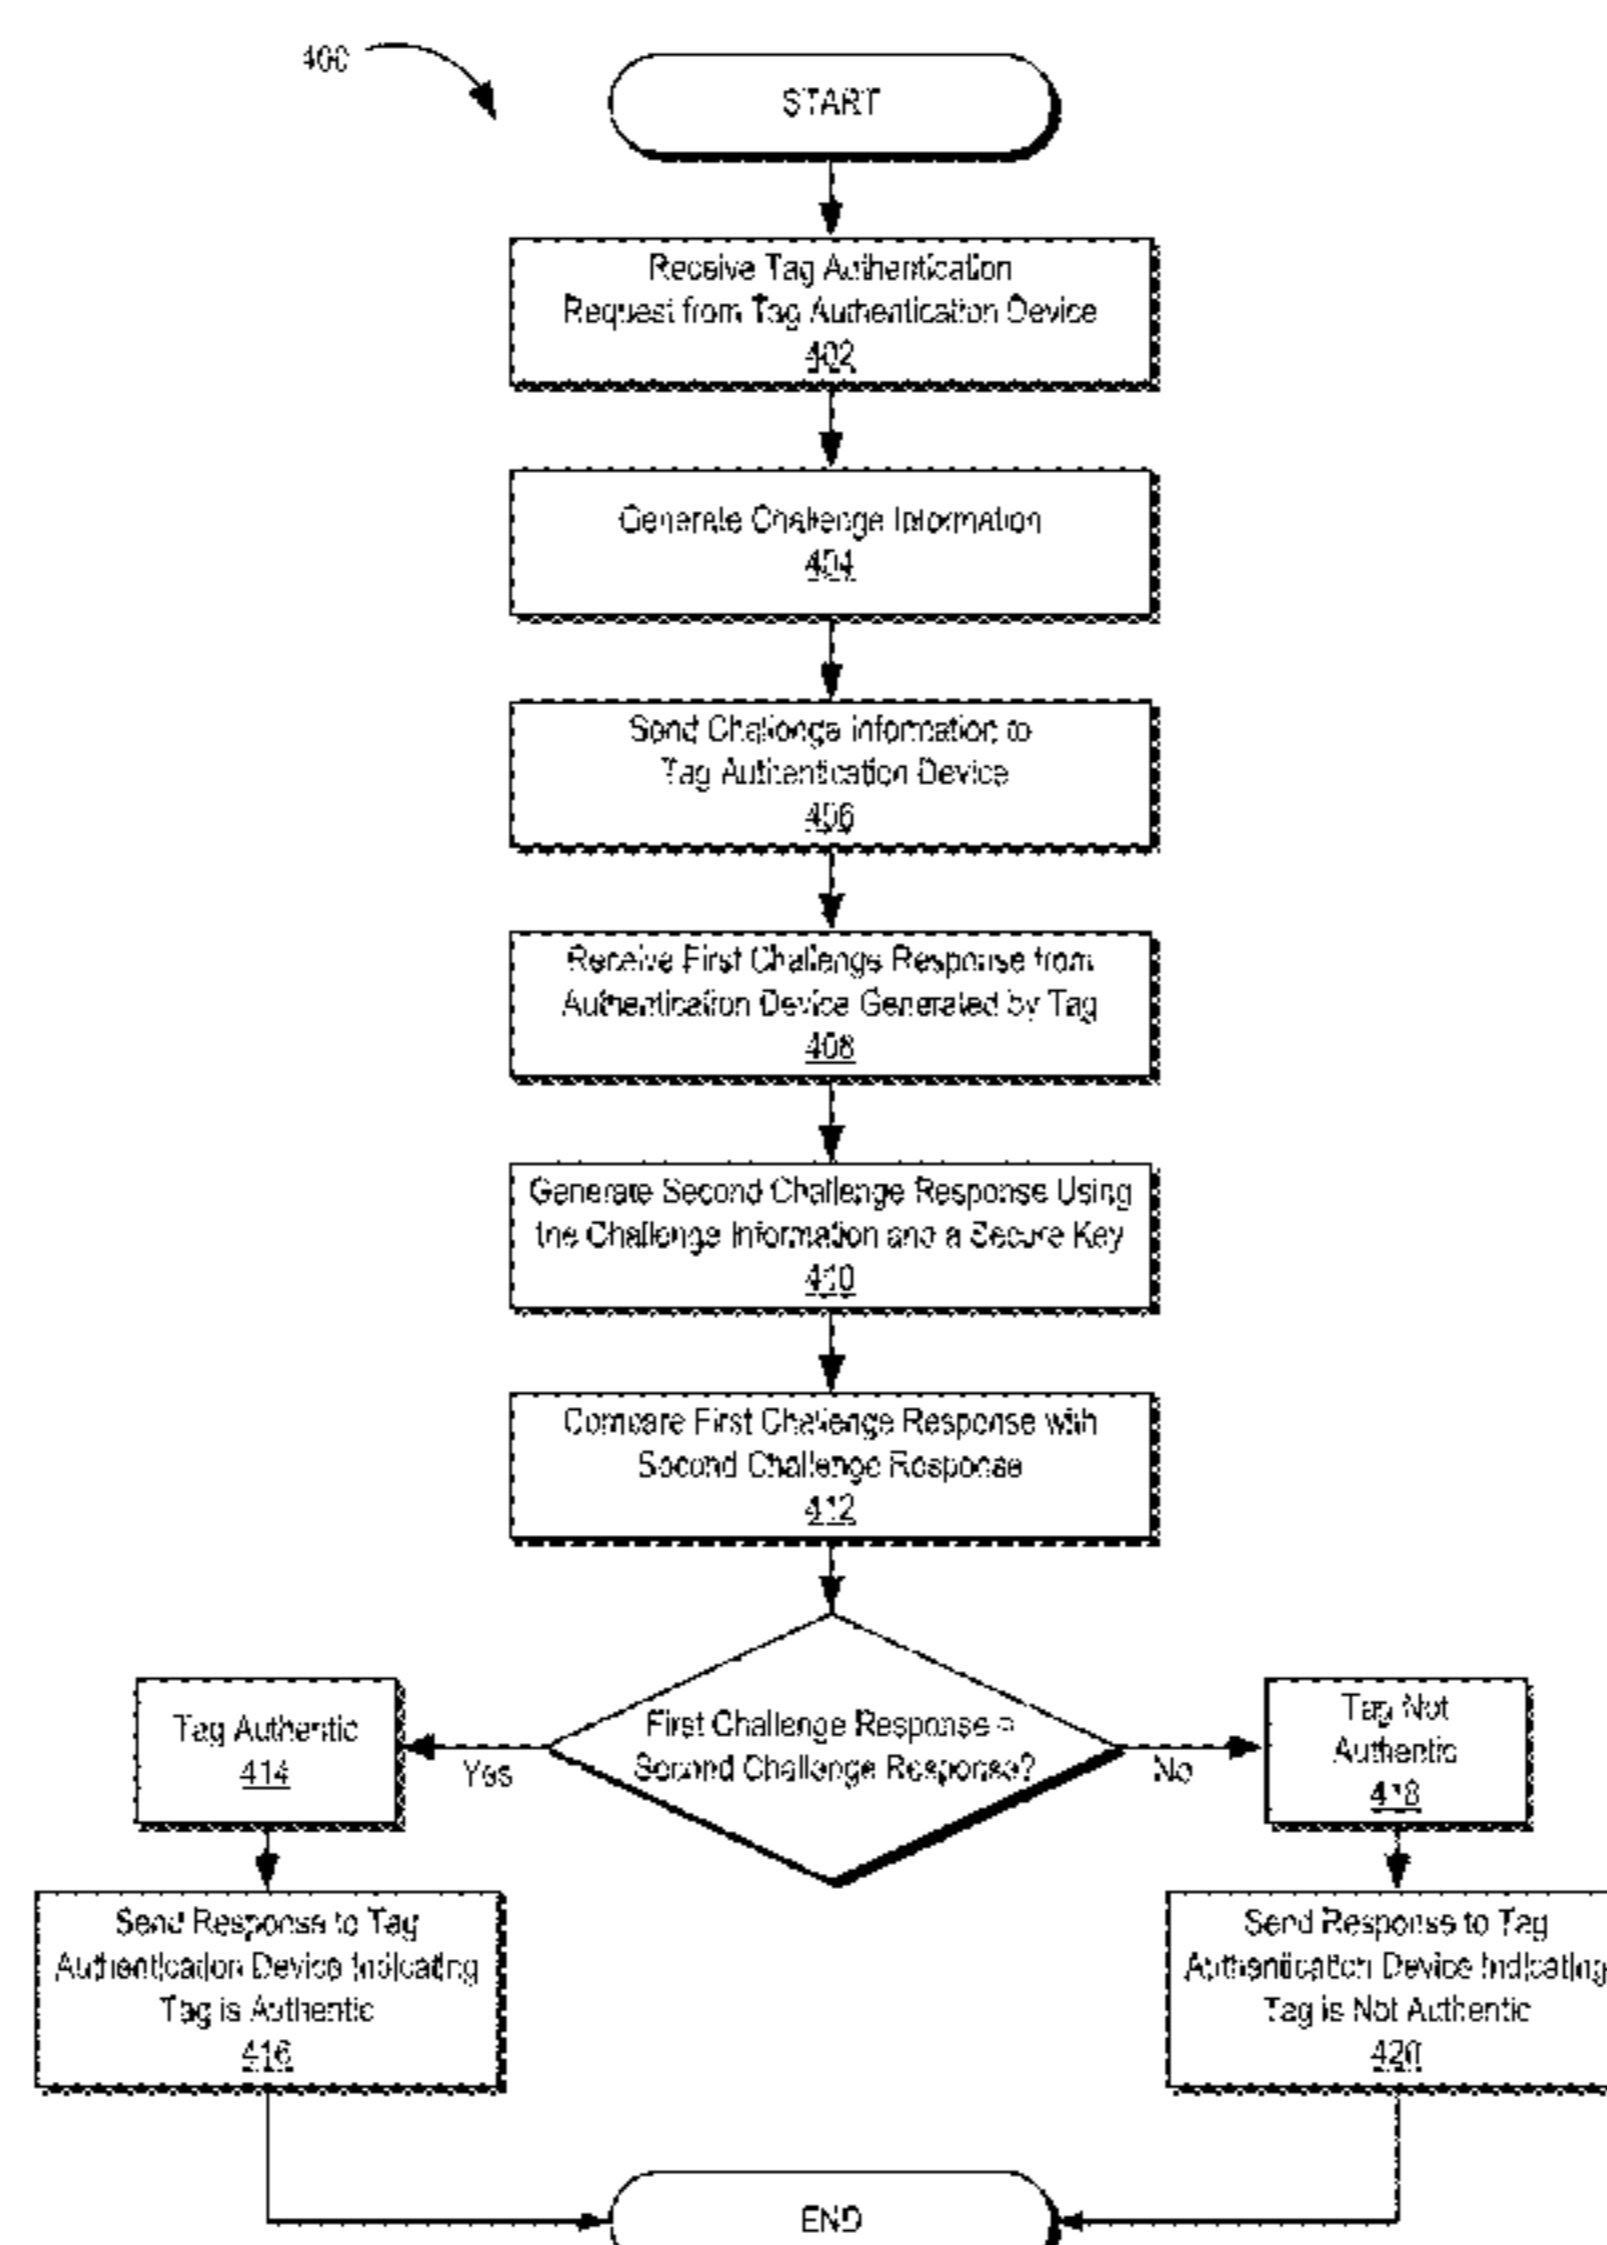 400
START
Receive Tag Authentication
Request from Tag Authentication Device
402
Generate Challenge Information
404
Send Challenge Information to
Tag Authentication Device
406
Receive First Challenge Response from
Authentication Device Generated by Tag
408
Generate Second Challenge Response Using
the Challenge Information and a Secure Key
410
Compare First Challenge Response with
Second Challenge Response
412
First Challenge Response =
Second Challenge Response?
Yes
No
Tag Authentic
414
Tag Not
Authentic
418
Send Response to Tag
Authentication Device Indicating
Tag is Authentic
416
Send Response to Tag
Authentication Device Indicating
Tag is Not Authentic
420
END